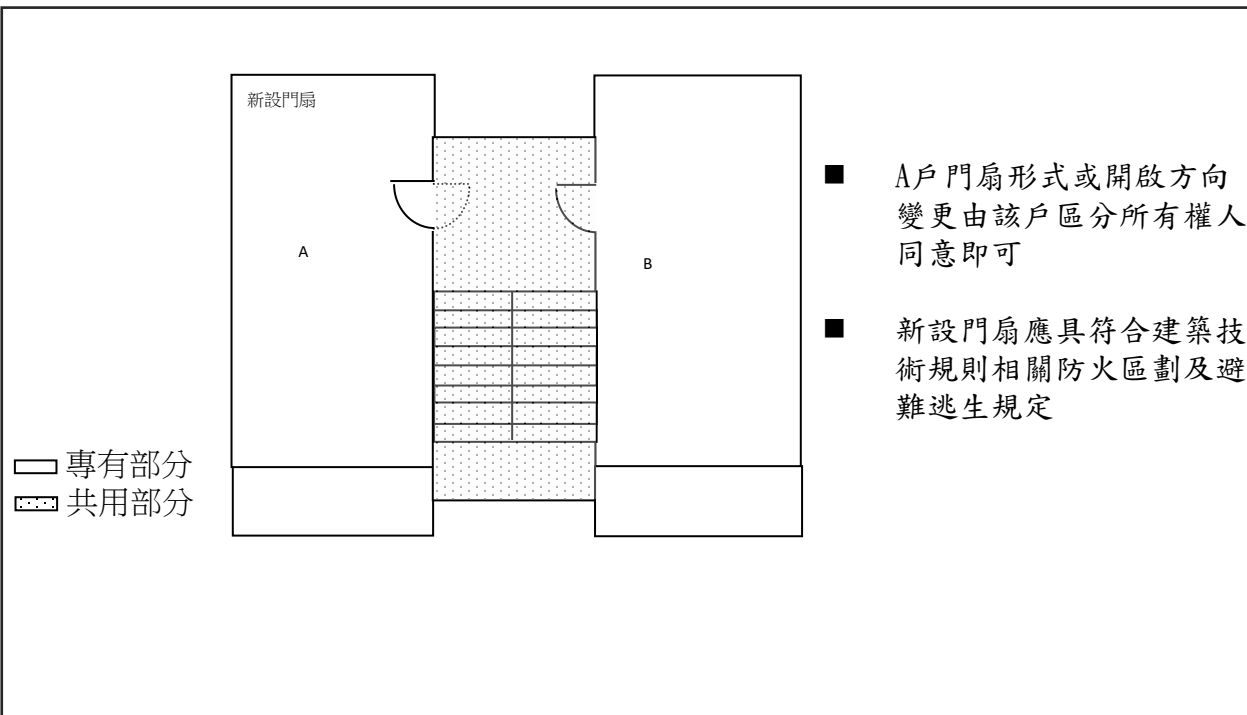 新設門扇
A
B
■ A戶門扇形式或開啟方向
變更由該戶區分所有權人
同意即可
■ 新設門扇應具符合建築技
術規則相關防火區劃及避
難逃生規定
專有部分
共用部分